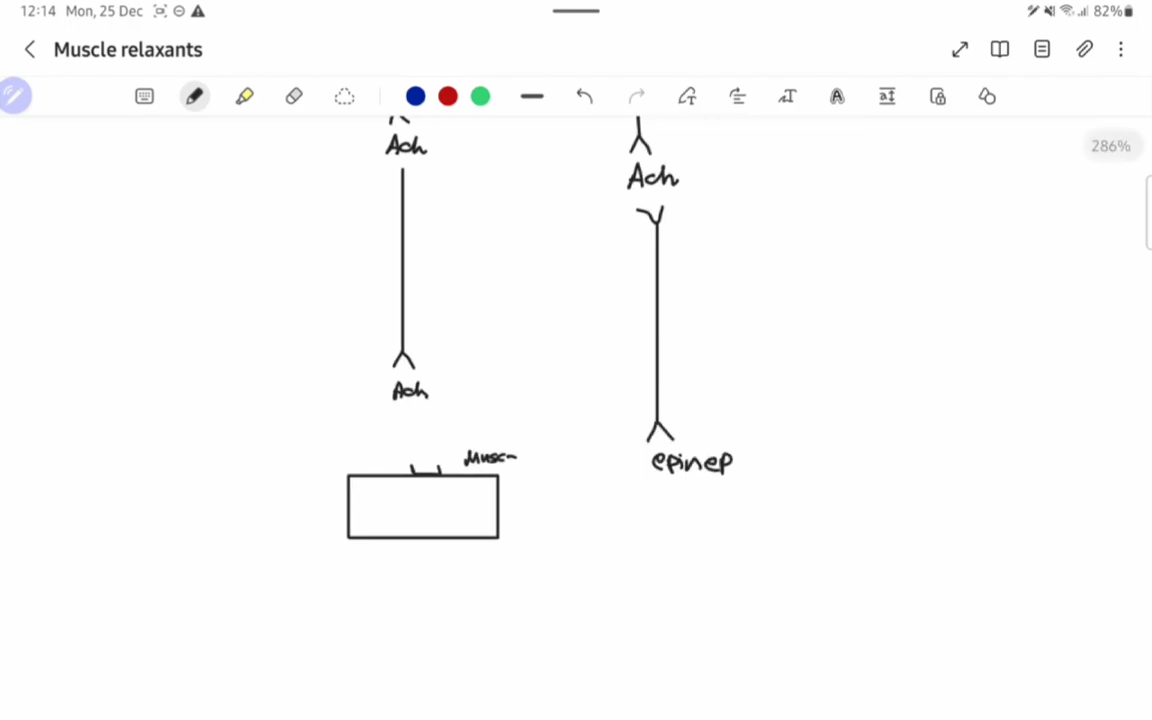 12:14 Mon, 25 Dec 82%
Muscle relaxants
286%
Ach
Ach
Ach
Musc
epinep